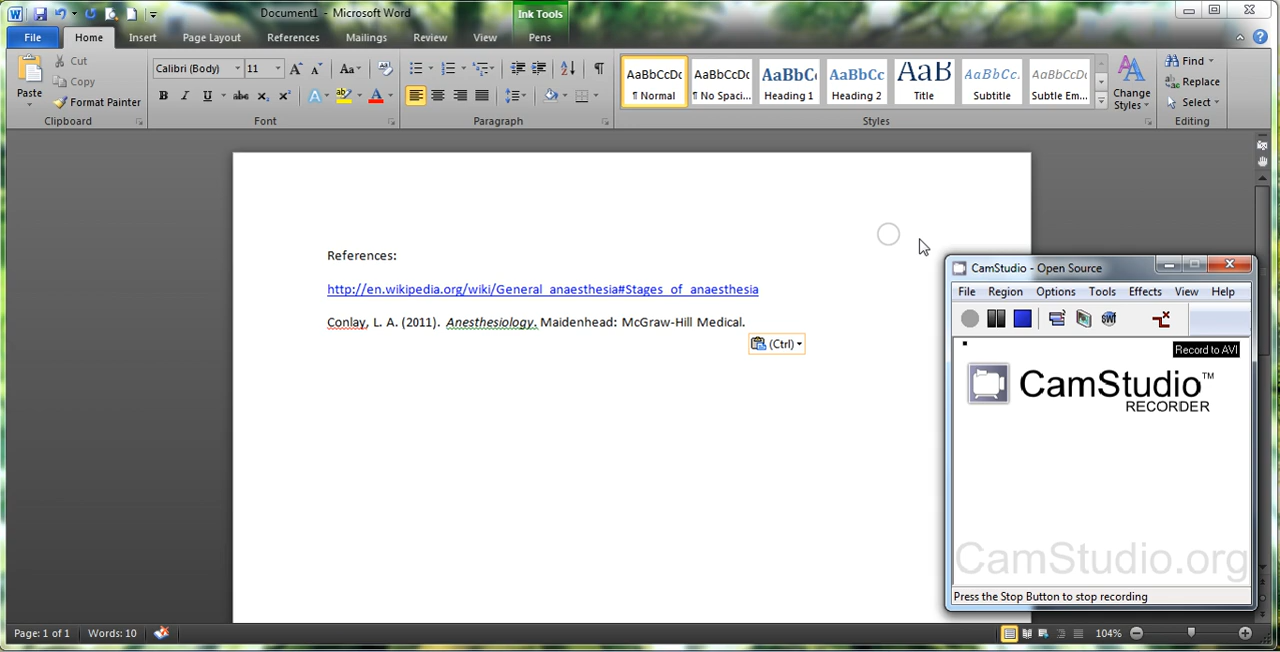 Document1 - Microsoft Word
Ink Tools
File Home Insert Page Layout References Mailings Review View Pens
Paste
Cut
Copy
Format Painter
Clipboard
Calibri (Body) 11
Font
Paragraph
AaBbCcDc AaBbCcDc AaBbC AaBbCc AaBb AaBbCc. AaBbCcDc
¶ Normal ¶ No Spaci... Heading 1 Heading 2 Title Subtitle Subtle Em...
Styles
Change Styles
Find
Replace
Select
Editing
References:
http://en.wikipedia.org/wiki/General_anaesthesia#Stages_of_anaesthesia
Conlay, L. A. (2011). Anesthesiology. Maidenhead: McGraw-Hill Medical.
(Ctrl)
CamStudio - Open Source
File Region Options Tools Effects View Help
SWF
Record to AVI
CamStudio™
RECORDER
CamStudio.org
Press the Stop Button to stop recording
Page: 1 of 1 Words: 10
104%